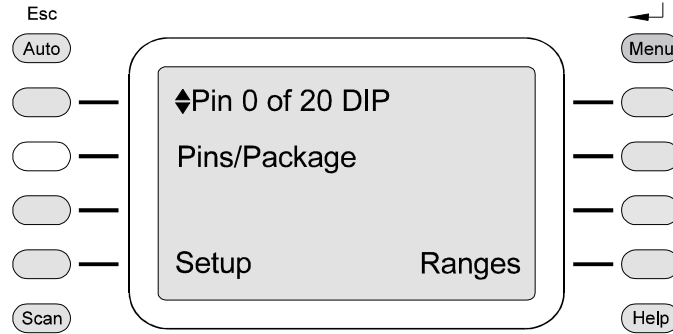 Esc
Auto
Menu
Pin 0 of 20 DIP
Pins/Package
Setup
Ranges
Scan
Help